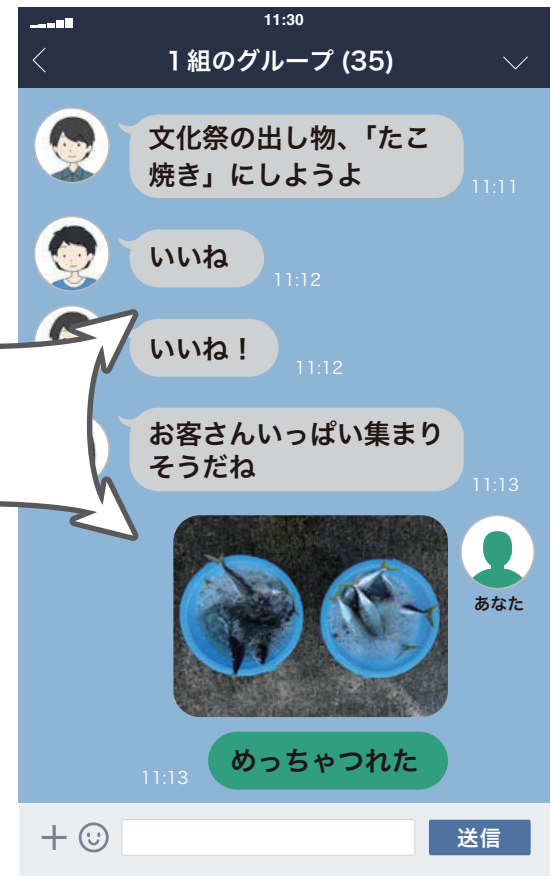 11:30
1組のグループ (35)
文化祭の出し物、「たこ
焼き」にしようよ
11:11
いいね
11:12
いいね！
11:12
お客さんいっぱい集まり
そうだね
11:13
あなた
めっちゃつれた
11:13
送信